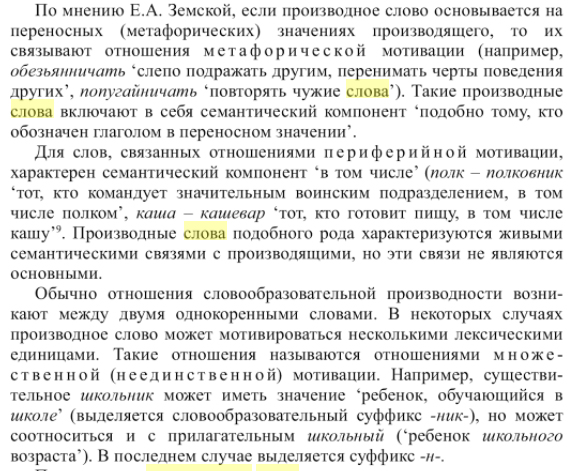 По мнению Е.А. Земской, если производное слово основывается на
переносных (метафорических) значениях производящего, то их
связывают отношения м е т а ф о р и ч е с к о й мотивации (например,
обезьянничать ‘слепо подражать другим, перенимать черты поведения
других’, попугайничать ‘повторять чужие слова’). Такие производные
слова включают в себя семантический компонент ‘подобно тому, кто
обозначен глаголом в переносном значении’.
Для слов, связанных отношениями п е р и ф е р и й н о й мотивации,
характерен семантический компонент ‘в том числе’ (полк – полковник
‘тот, кто командует значительным воинским подразделением, в том
числе полком’, каша – кашевар ‘тот, кто готовит пищу, в том числе
кашу’⁹. Производные слова подобного рода характеризуются живыми
семантическими связями с производящими, но эти связи не являются
основными.
Обычно отношения словообразовательной производности возни-
кают между двумя однокоренными словами. В некоторых случаях
производное слово может мотивироваться несколькими лексическими
единицами. Такие отношения называются отношениями м н о ж е -
с т в е н н о й (н е е д и н с т в е н н о й) мотивации. Например, существи-
тельное школьник может иметь значение ‘ребенок, обучающийся в
школе’ (выделяется словообразовательный суффикс -ник-), но может
соотноситься и с прилагательным школьный (‘ребенок школьного
возраста’). В последнем случае выделяется суффикс -н-.